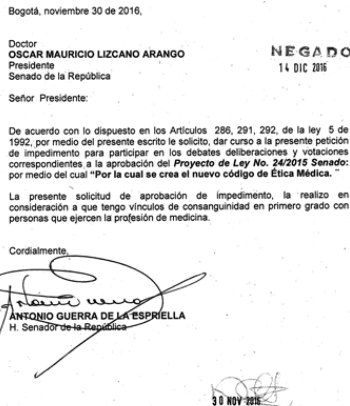 Bogotá, noviembre 30 de 2016,
Doctor
OSCAR MAURICIO LIZCANO ARANGO
Presidente
Senado de la República
NEGADO
14 DIC 2016
Señor Presidente:
De acuerdo con lo dispuesto en los Artículos 286, 291, 292, de la ley 5 de
1992, por medio del presente escrito le solicito, dar curso a la presente petición
de impedimento para participar en los debates deliberaciones y votaciones
correspondientes a la aprobación del Proyecto de Ley No. 24/2015 Senado:
por medio del cual "Por la cual se crea el nuevo código de Ética Médica. "
La presente solicitud de aprobación de impedimento, la realizo en
consideración a que tengo vínculos de consanguinidad en primero grado con
personas que ejercen la profesión de medicina.
Cordialmente,
ANTONIO GUERRA DE LA ESPRIELLA
H. Senador de la República
30 NOV 2016